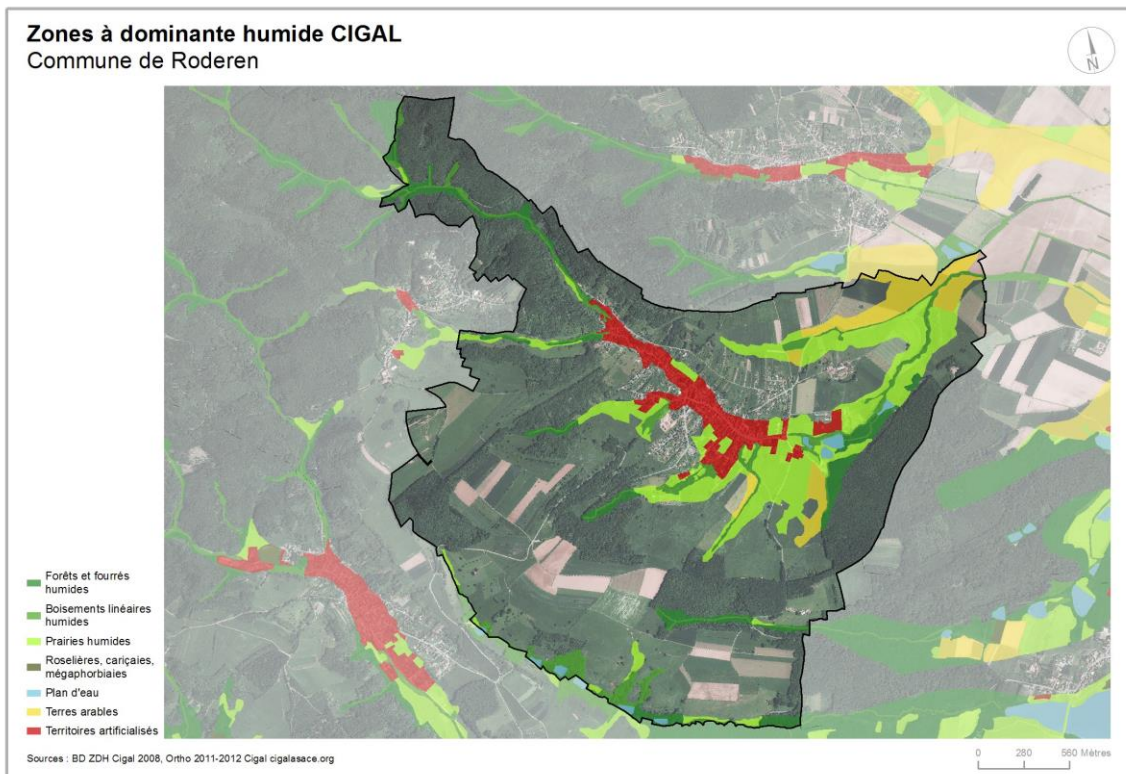 Zones à dominante humide CIGAL
Commune de Roderen
N
Forêts et fourrés
humides
Boisements linéaires
humides
Prairies humides
Roselières, cariçaies,
mégaphorbiaies
Plan d'eau
Terres arables
Territoires artificialisés
Sources : BD ZDH Cigal 2008, Ortho 2011-2012 Cigal cigalasace.org
0 280 560 Mètres